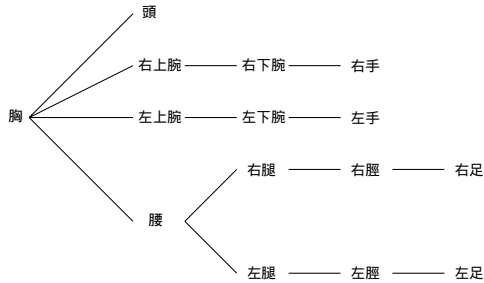 頭
右上腕 右下腕 右手
胸 左上腕 左下腕 左手
右腿 右脛 右足
腰
左腿 左脛 左足